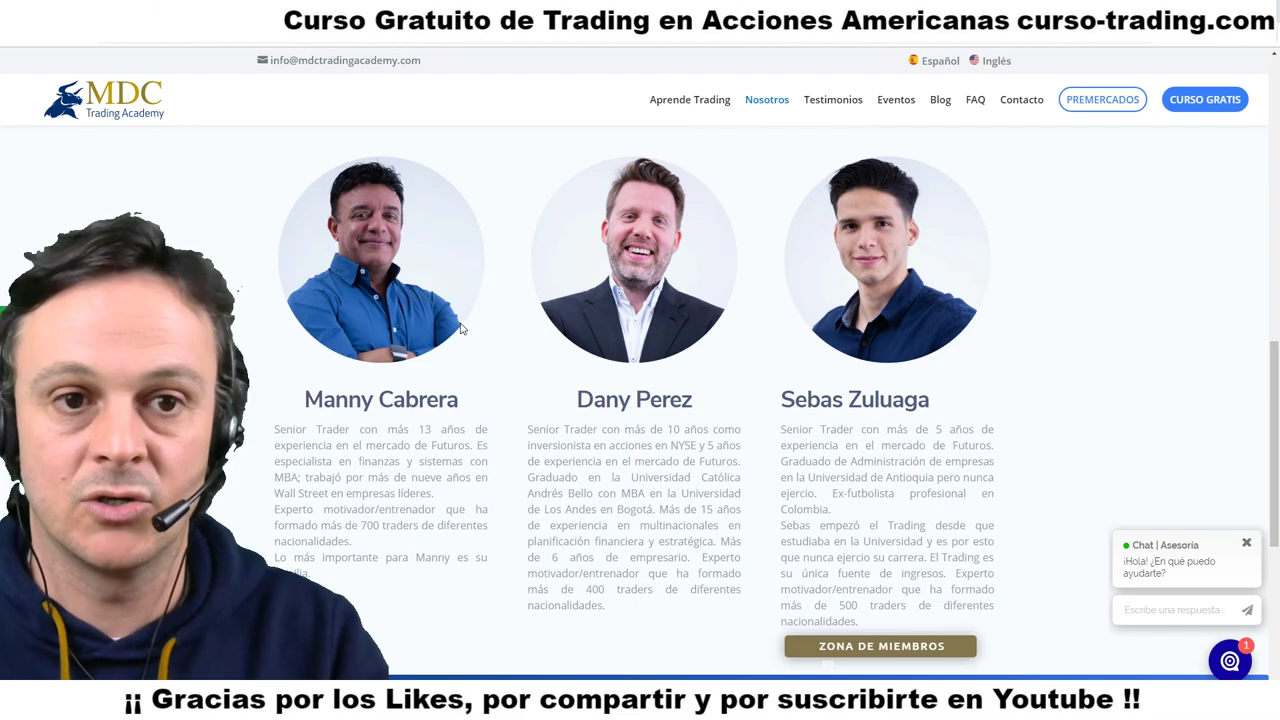 Curso Gratuito de Trading en Acciones Americanas curso-trading.com
info@mdctradingacademy.com
Español Inglés
MDC
Trading Academy
Aprende Trading Nosotros Testimonios Eventos Blog FAQ Contacto PREMERCADOS CURSO GRATIS
Manny Cabrera
Senior Trader con más 13 años de
experiencia en el mercado de Futuros. Es
especialista en finanzas y sistemas con
MBA; trabajó por más de nueve años en
Wall Street en empresas líderes.
Experto motivador/entrenador que ha
formado más de 700 traders de diferentes
nacionalidades.
Lo más importante para Manny es su
Dany Perez
Senior Trader con más de 10 años como
inversionista en acciones en NYSE y 5 años
de experiencia en el mercado de Futuros.
Graduado en la Universidad Católica
Andrés Bello con MBA en la Universidad
de Los Andes en Bogotá. Más de 15 años
de experiencia en multinacionales en
planificación financiera y estratégica. Más
de 6 años de empresario. Experto
motivador/entrenador que ha formado
más de 400 traders de diferentes
nacionalidades.
Sebas Zuluaga
Senior Trader con más de 5 años de
experiencia en el mercado de Futuros.
Graduado de Administración de empresas
en la Universidad de Antioquia pero nunca
ejercio. Ex-futbolista profesional en
Colombia.
Sebas empezó el Trading desde que
estudiaba en la Universidad y es por esto
que nunca ejercio su carrera. El Trading es
su única fuente de ingresos. Experto
motivador/entrenador que ha formado
más de 500 traders de diferentes
nacionalidades.
ZONA DE MIEMBROS
Chat | Asesoría
¡Hola! ¿En qué puedo
ayudarte?
Escribe una respuesta...
1
¡¡ Gracias por los Likes, por compartir y por suscribirte en Youtube !!